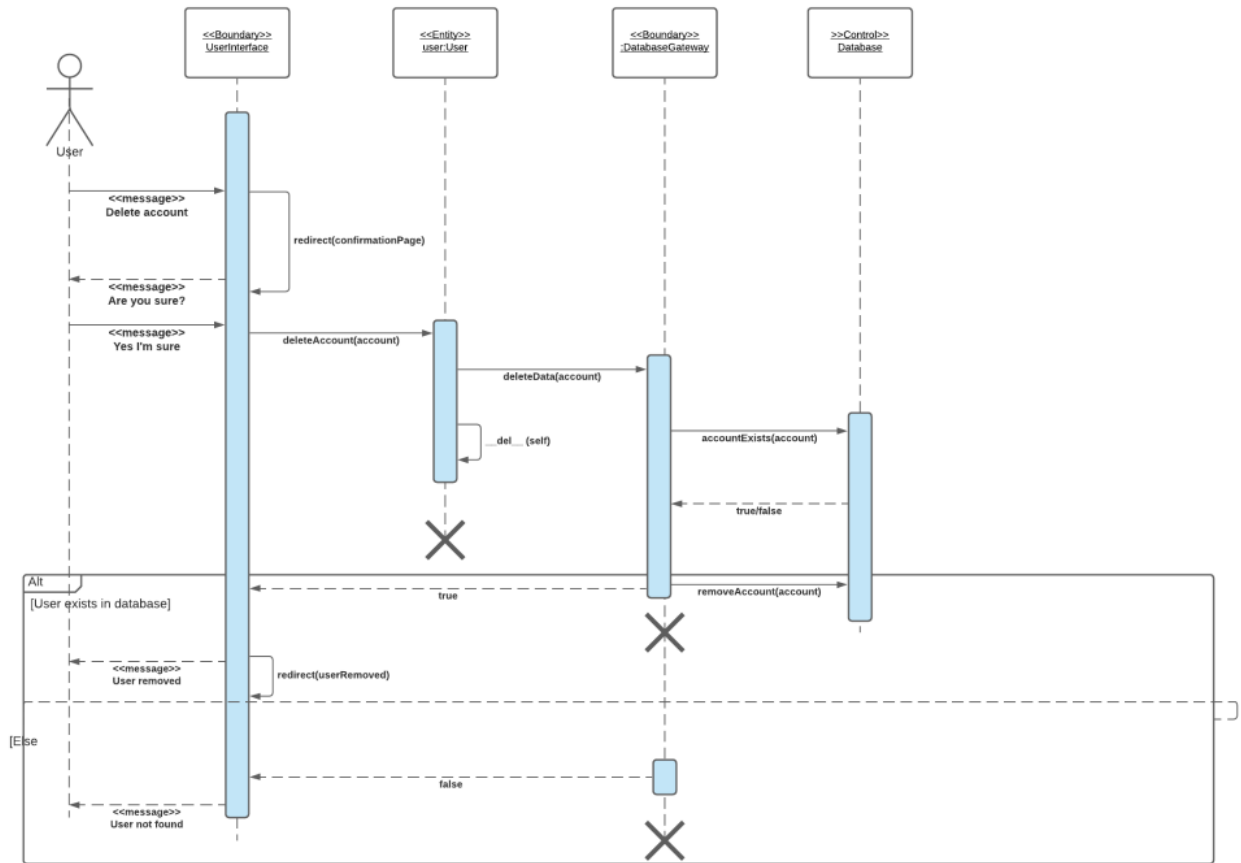 <<Boundary>>
UserInterface
<<Entity>>
user:User
<<Boundary>>
:DatabaseGateway
>>Control>>
Database
User
<<message>>
Delete account
redirect(confirmationPage)
<<message>>
Are you sure?
<<message>>
Yes I'm sure
deleteAccount(account)
deleteData(account)
__del__ (self)
accountExists(account)
true/false
Alt
[User exists in database]
true
removeAccount(account)
<<message>>
User removed
redirect(userRemoved)
[Else
false
<<message>>
User not found